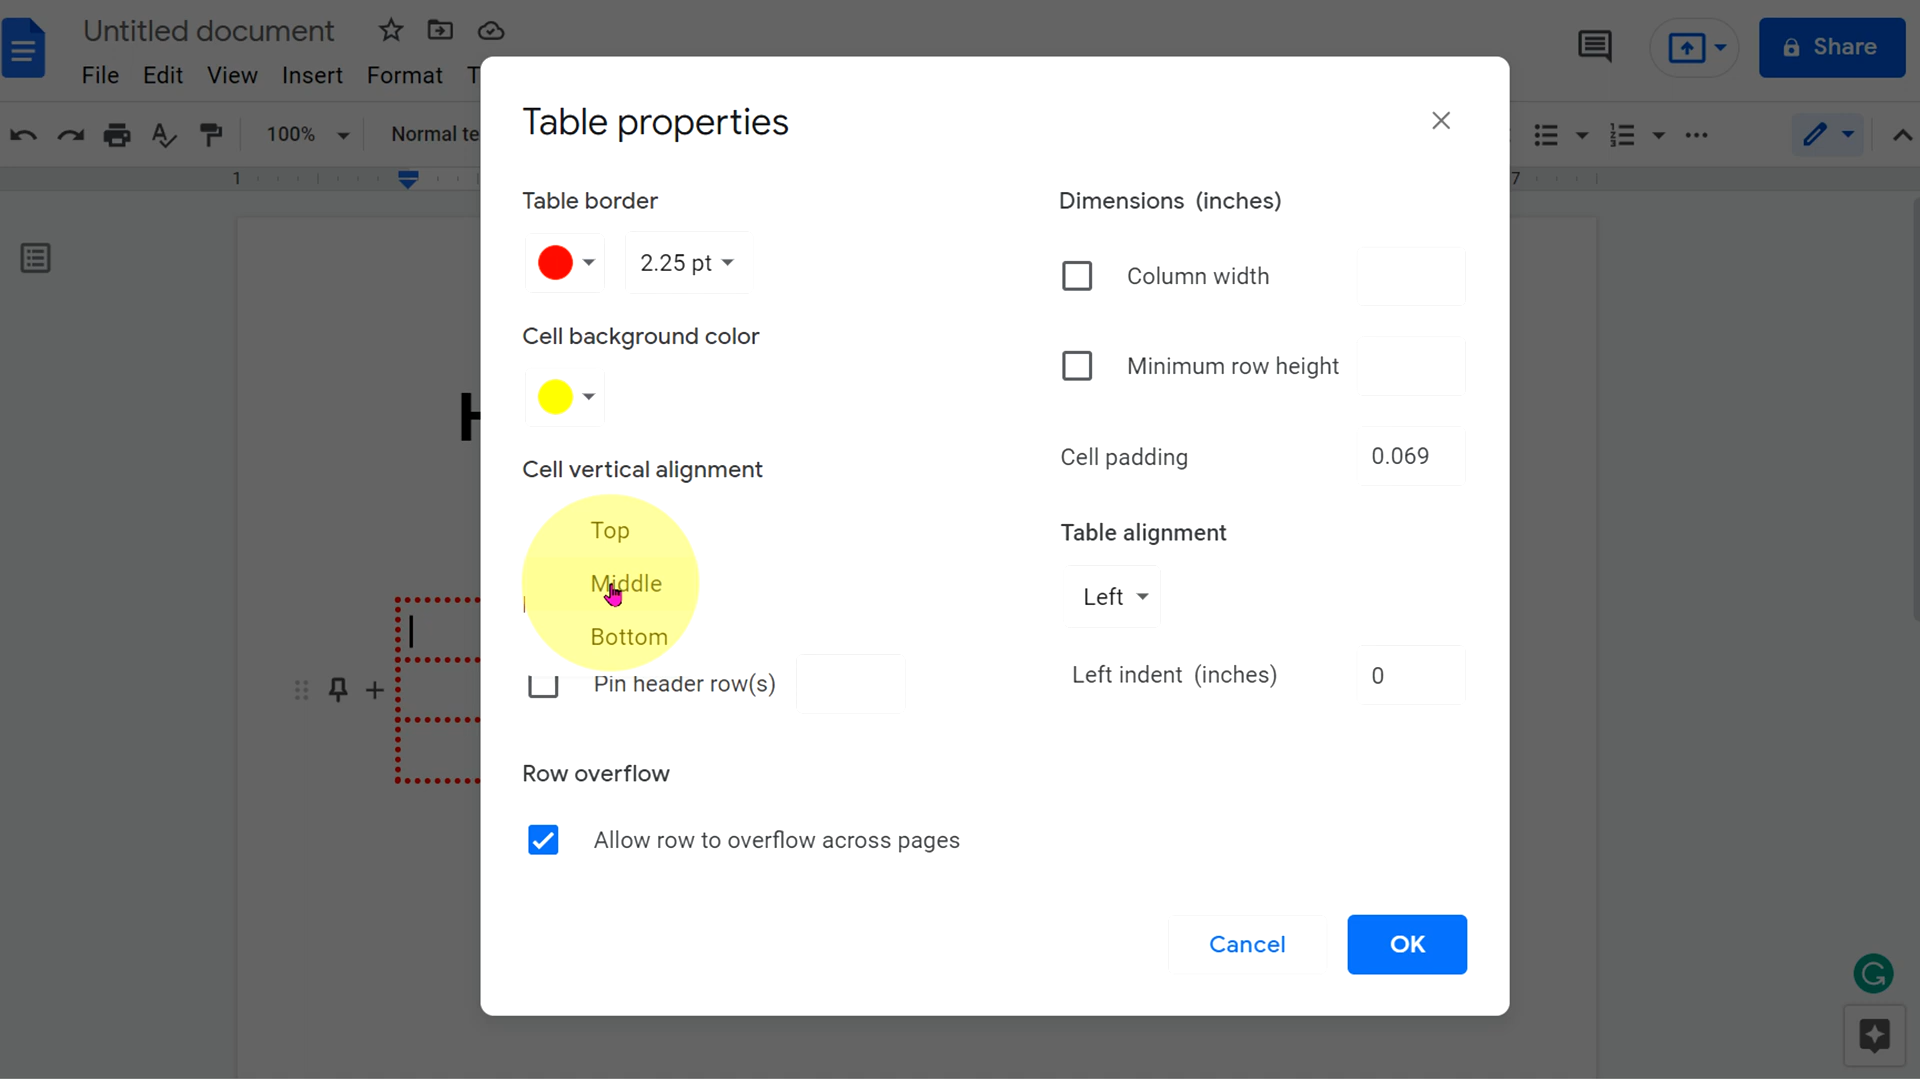 Untitled document
File Edit View Insert Format T
Share
100% Normal te
1 7
H
Table properties
Table border
2.25 pt
Cell background color
Cell vertical alignment
Top
Middle
Bottom
Pin header row(s)
Row overflow
Allow row to overflow across pages
Dimensions (inches)
Column width
Minimum row height
Cell padding 0.069
Table alignment
Left
Left indent (inches) 0
Cancel OK